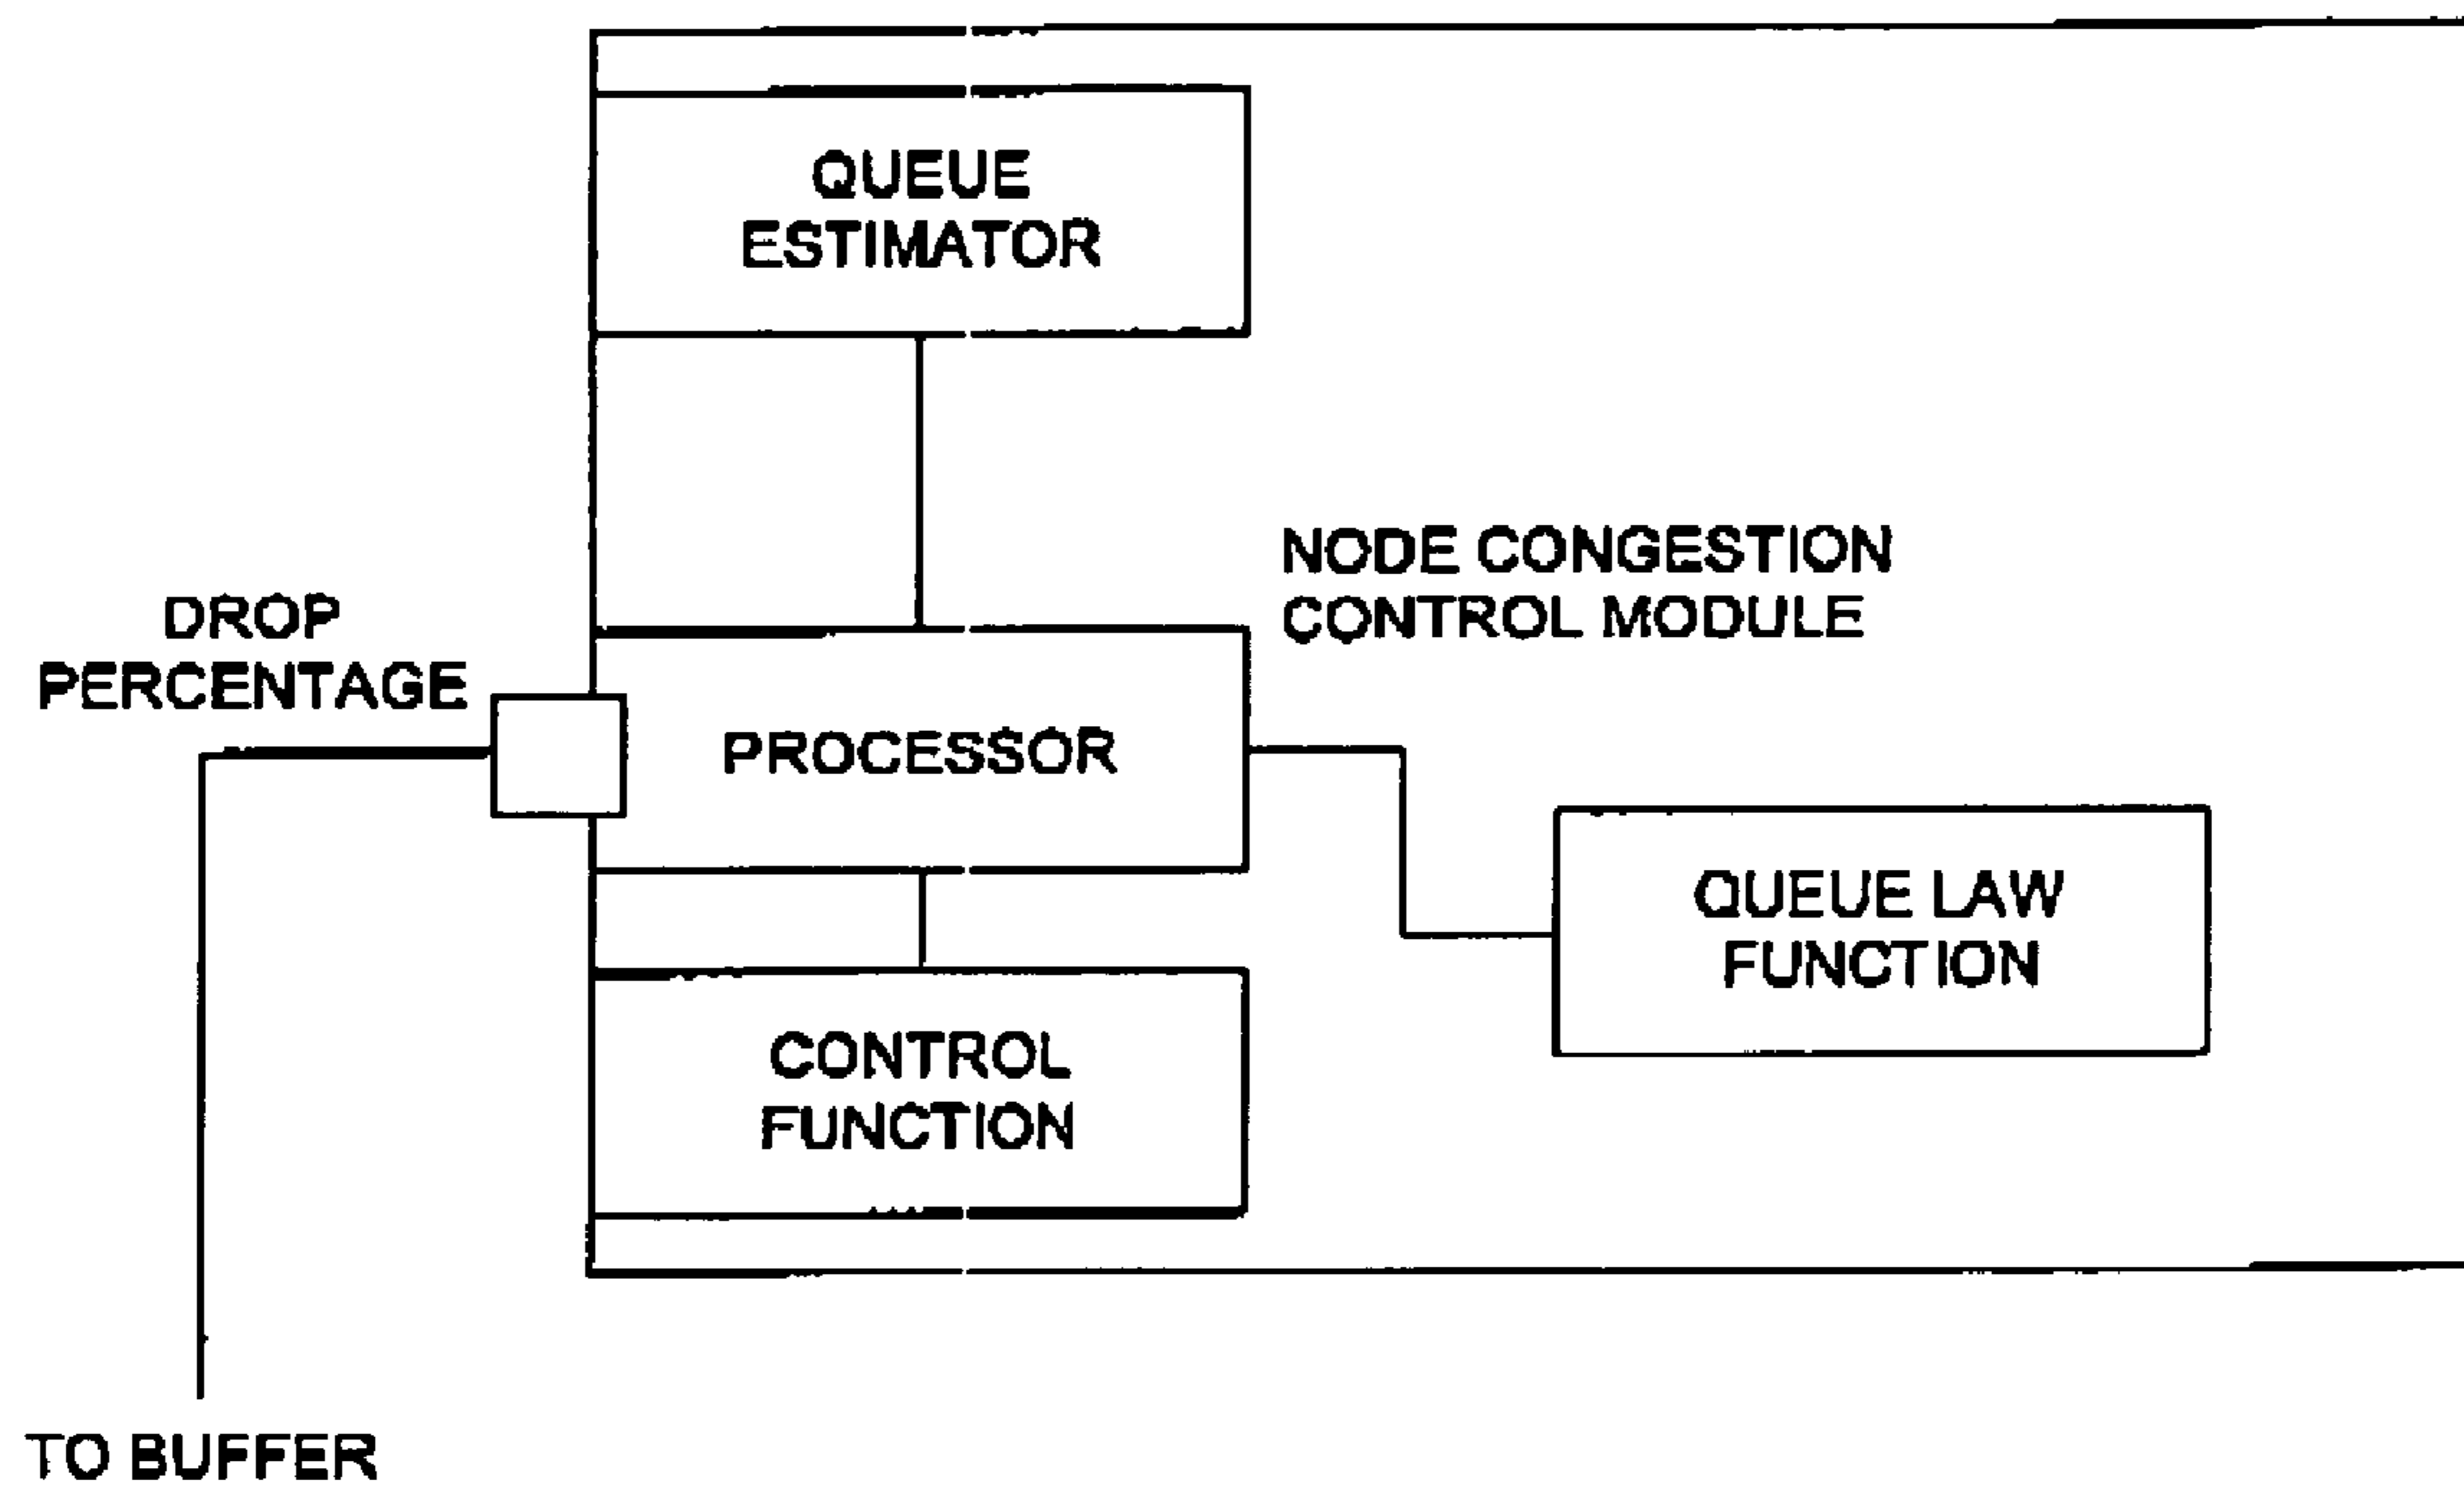 QUEUE
ESTIMATOR
NODE CONGESTION
CONTROL MODULE
DROP
PERCENTAGE
PROCESSOR
QUEUE LAW
FUNCTION
CONTROL
FUNCTION
TO BUFFER